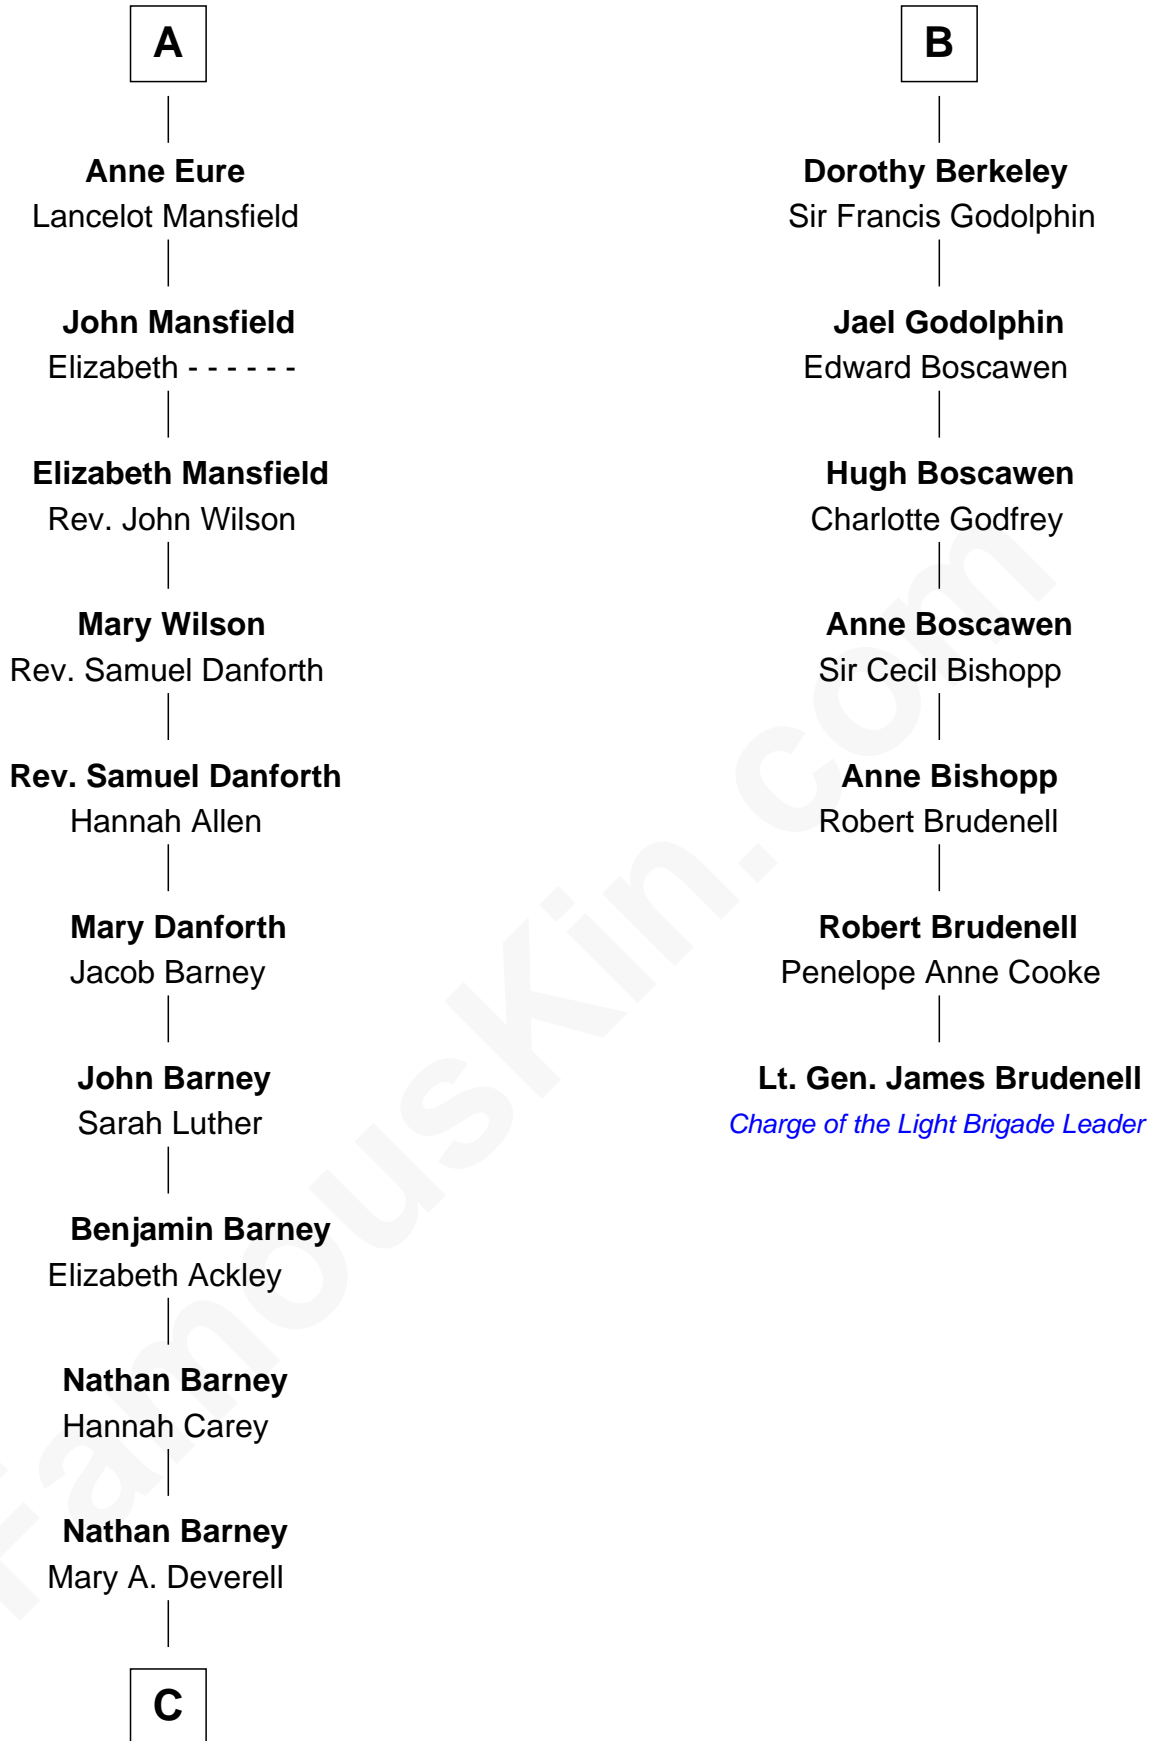 A
Anne Eure
Lancelot Mansfield
John Mansfield
Elizabeth - - - - - -
Elizabeth Mansfield
Rev. John Wilson
Mary Wilson
Rev. Samuel Danforth
Rev. Samuel Danforth
Hannah Allen
Mary Danforth
Jacob Barney
John Barney
Sarah Luther
Benjamin Barney
Elizabeth Ackley
Nathan Barney
Hannah Carey
Nathan Barney
Mary A. Deverell
C
B
Dorothy Berkeley
Sir Francis Godolphin
Jael Godolphin
Edward Boscawen
Hugh Boscawen
Charlotte Godfrey
Anne Boscawen
Sir Cecil Bishopp
Anne Bishopp
Robert Brudenell
Robert Brudenell
Penelope Anne Cooke
Lt. Gen. James Brudenell
Charge of the Light Brigade Leader
FamousKin.com